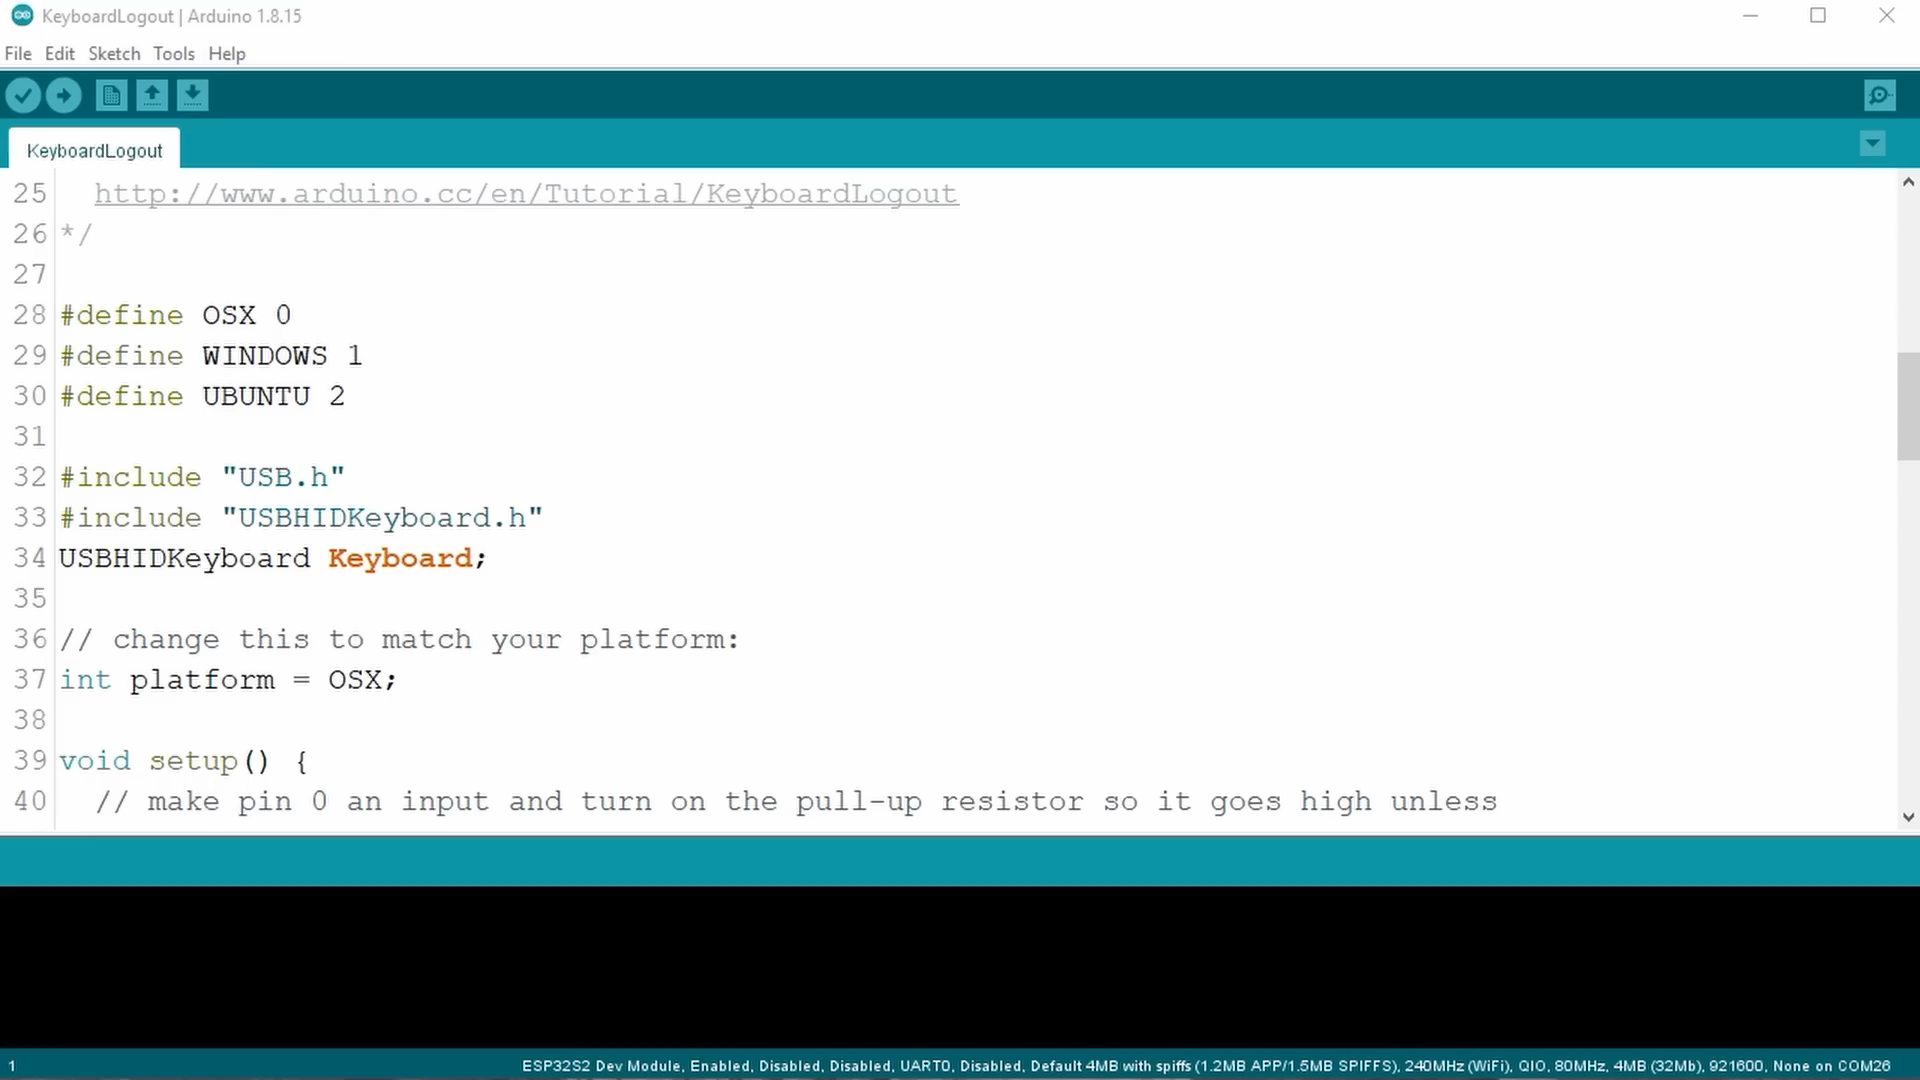 KeyboardLogout | Arduino 1.8.15
File Edit Sketch Tools Help
KeyboardLogout
25 http://www.arduino.cc/en/Tutorial/KeyboardLogout
26 */
27
28 #define OSX 0
29 #define WINDOWS 1
30 #define UBUNTU 2
31
32 #include "USB.h"
33 #include "USBHIDKeyboard.h"
34 USBHIDKeyboard Keyboard;
35
36 // change this to match your platform:
37 int platform = OSX;
38
39 void setup() {
40 // make pin 0 an input and turn on the pull-up resistor so it goes high unless
1 ESP32S2 Dev Module, Enabled, Disabled, Disabled, UART0, Disabled, Default 4MB with spiffs (1.2MB APP/1.5MB SPIFFS), 240MHz (WiFi), QIO, 80MHz, 4MB (32Mb), 921600, None on COM26